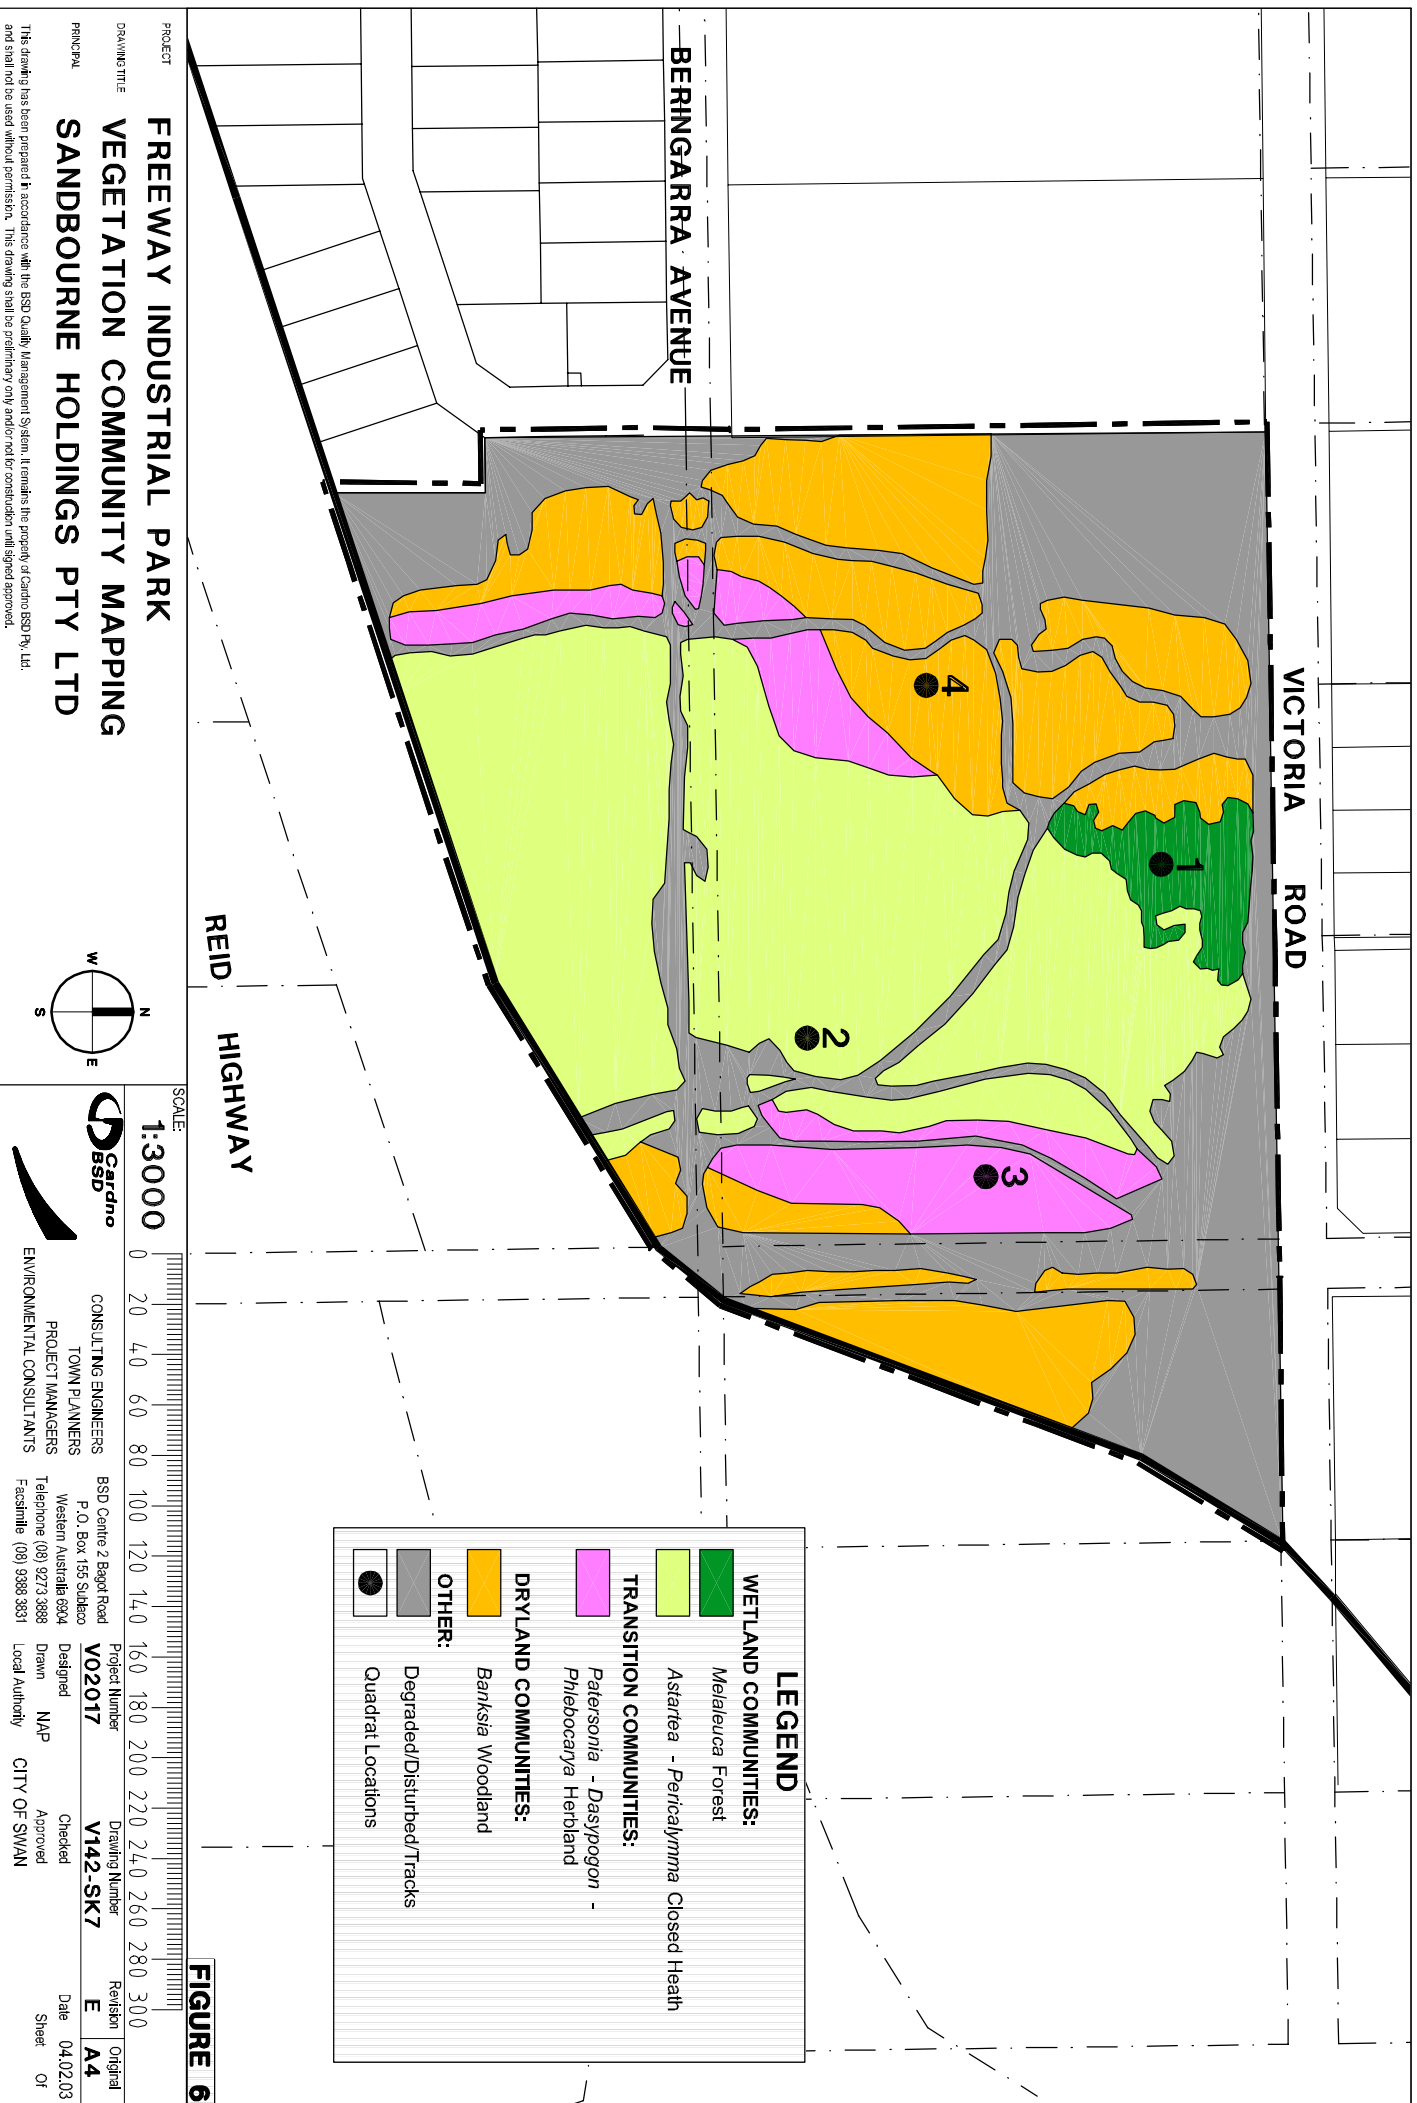 VICTORIA ROAD
BERINGARRA AVENUE
REID HIGHWAY
1
2
3
4
LEGEND
WETLAND COMMUNITIES:
Melaleuca Forest
Astartea - Pericalymma Closed Heath
TRANSITION COMMUNITIES:
Patersonia - Dasypogon -
Phlebocarya Herbland
DRYLAND COMMUNITIES:
Banksia Woodland
OTHER:
Degraded/Disturbed/Tracks
Quadrat Locations
FIGURE 6
PROJECT FREEWAY INDUSTRIAL PARK
DRAWING TITLE VEGETATION COMMUNITY MAPPING
PRINCIPAL SANDBOURNE HOLDINGS PTY LTD
This drawing has been prepared in accordance with the BSD Quality Management System. It remains the property of Cardno BSD Pty. Ltd.
and shall not be used without permission. This drawing shall be preliminary only and/or not for construction until signed approved.
N
W
E
S
SCALE:
1:3000
0 20 40 60 80 100 120 140 160 180 200 220 240 260 280 300
Cardno
BSD
CONSULTING ENGINEERS
TOWN PLANNERS
PROJECT MANAGERS
ENVIRONMENTAL CONSULTANTS
BSD Centre 2 Bagot Road
P.O. Box 155 Subiaco
Western Australia 6904
Telephone (08) 9273 3888
Facsimile (08) 9388 3831
Project Number
V02017
Drawing Number
V142-SK7
Revision
E
Original
A4
Designed
Checked
Date 04.02.03
Drawn NAP
Approved
Sheet Of
Local Authority CITY OF SWAN